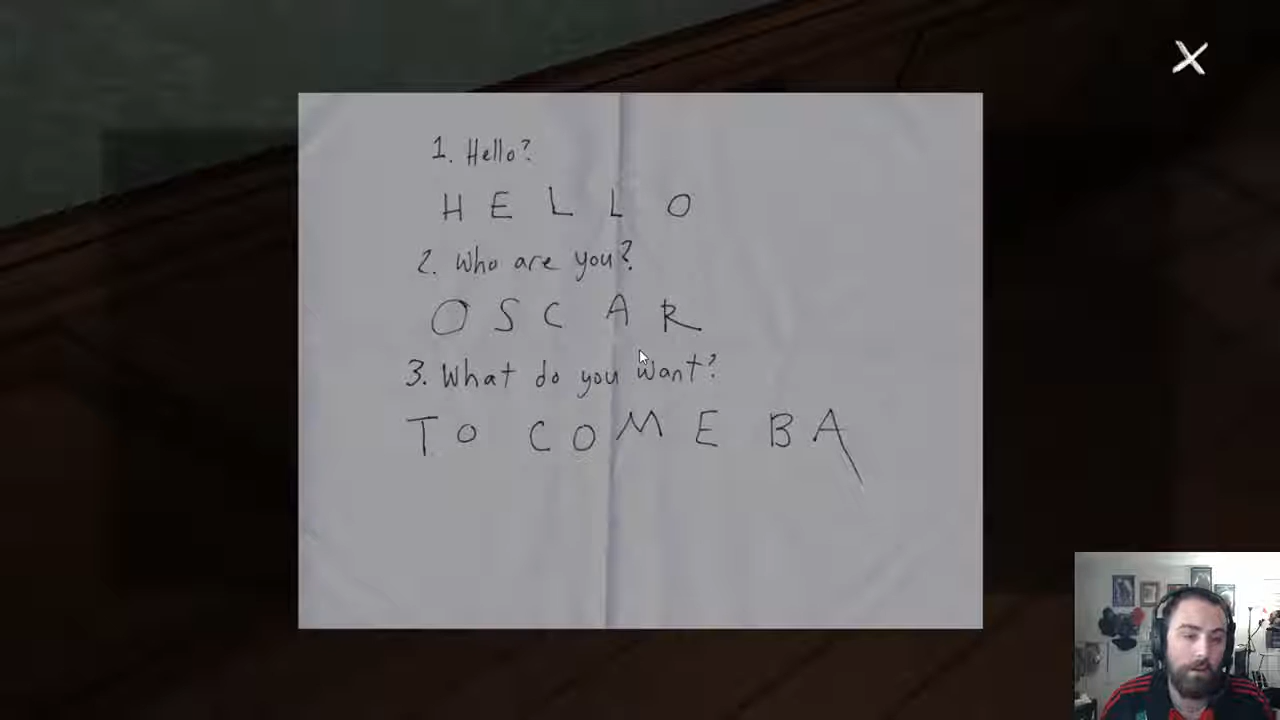 1. Hello?
H E L L O
2. Who are you?
O S C A R
3. What do you want?
T O C O M E B A